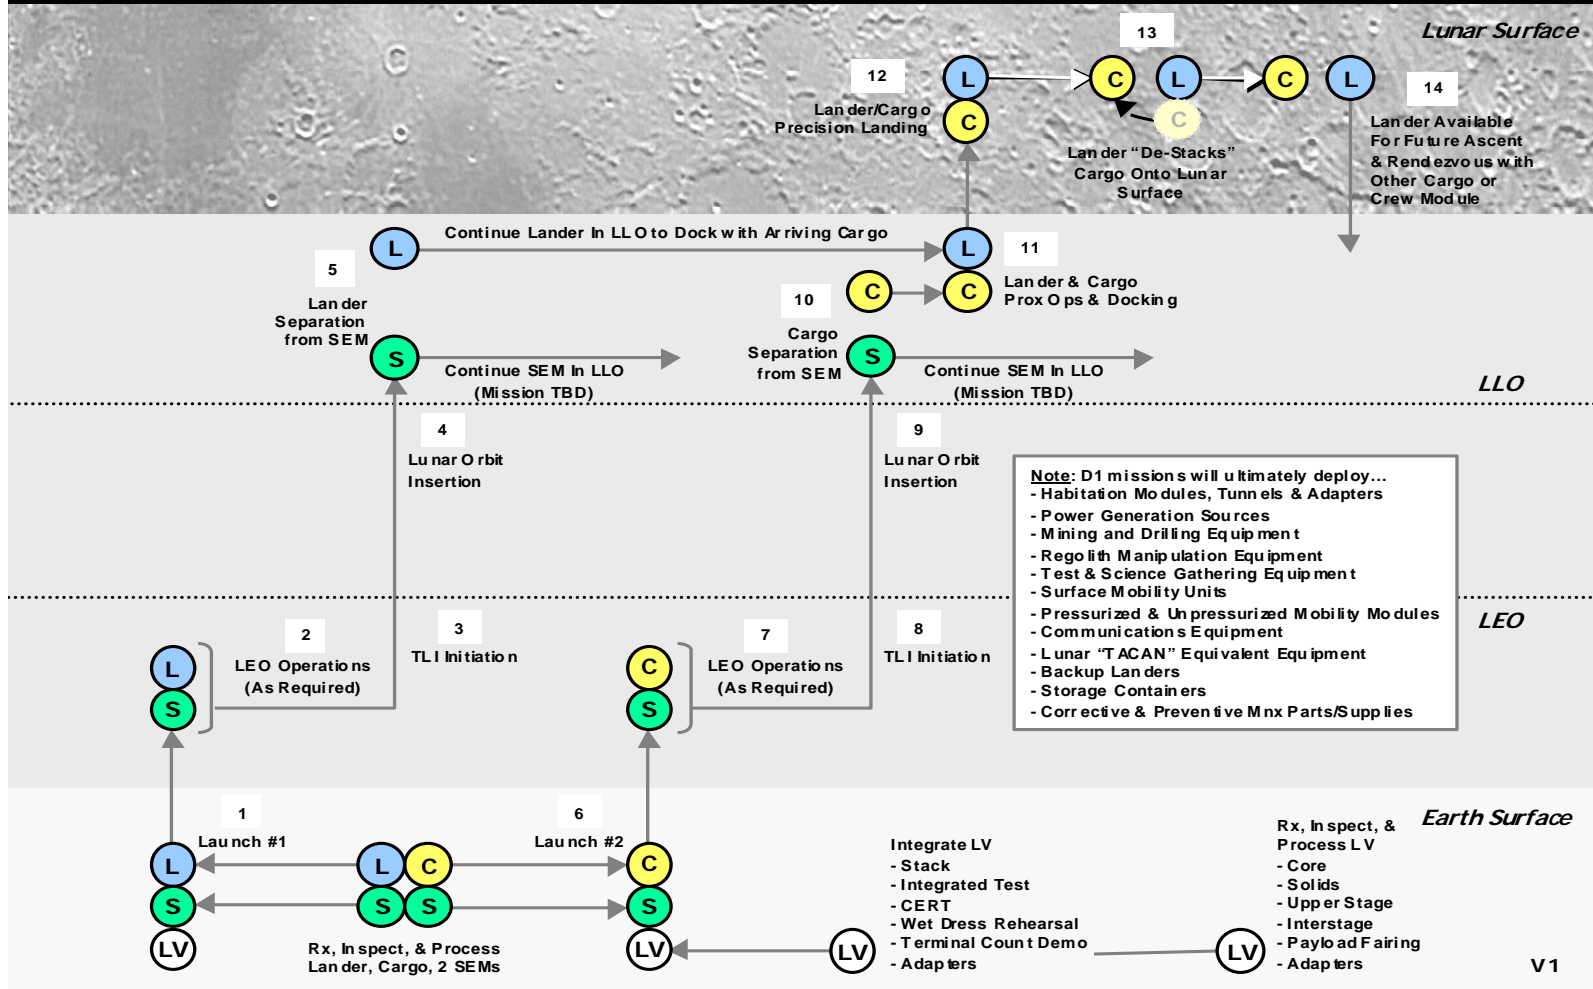 Lunar Surface
13
12
L
C
L
C
L
14
Lander/Cargo
Precision Landing
C
C
Lander Available
For Future Ascent
& Rendezvous with
Other Cargo or
Crew Module
Lander “De-Stacks”
Cargo Onto Lunar
Surface
L
Continue Lander In LLO to Dock with Arriving Cargo
L
11
5
Lander
Separation
from SEM
C
C
Lander & Cargo
Prox Ops & Docking
10
Cargo
Separation
from SEM
S
Continue SEM In LLO
(Mission TBD)
S
Continue SEM In LLO
(Mission TBD)
LLO
4
Lunar Orbit
Insertion
9
Lunar Orbit
Insertion
Note: D1 missions will ultimately deploy...
- Habitation Modules, Tunnels & Adapters
- Power Generation Sources
- Mining and Drilling Equipment
- Regolith Manipulation Equipment
- Test & Science Gathering Equipment
- Surface Mobility Units
- Pressurized & Unpressurized Mobility Modules
- Communications Equipment
- Lunar “TACAN” Equivalent Equipment
- Backup Landers
- Storage Containers
- Corrective & Preventive Mnx Parts/Supplies
LEO
2
LEO Operations
(As Required)
3
TLI Initiation
7
LEO Operations
(As Required)
8
TLI Initiation
L
S
C
S
Earth Surface
1
Launch #1
6
Launch #2
L
L
C
C
S
S
S
S
LV
Rx, Inspect, & Process
Lander, Cargo, 2 SEMs
LV
LV
Integrate LV
- Stack
- Integrated Test
- CERT
- Wet Dress Rehearsal
- Terminal Count Demo
- Adapters
LV
Rx, Inspect, &
Process LV
- Core
- Solids
- Upper Stage
- Interstage
- Payload Fairing
- Adapters
V1